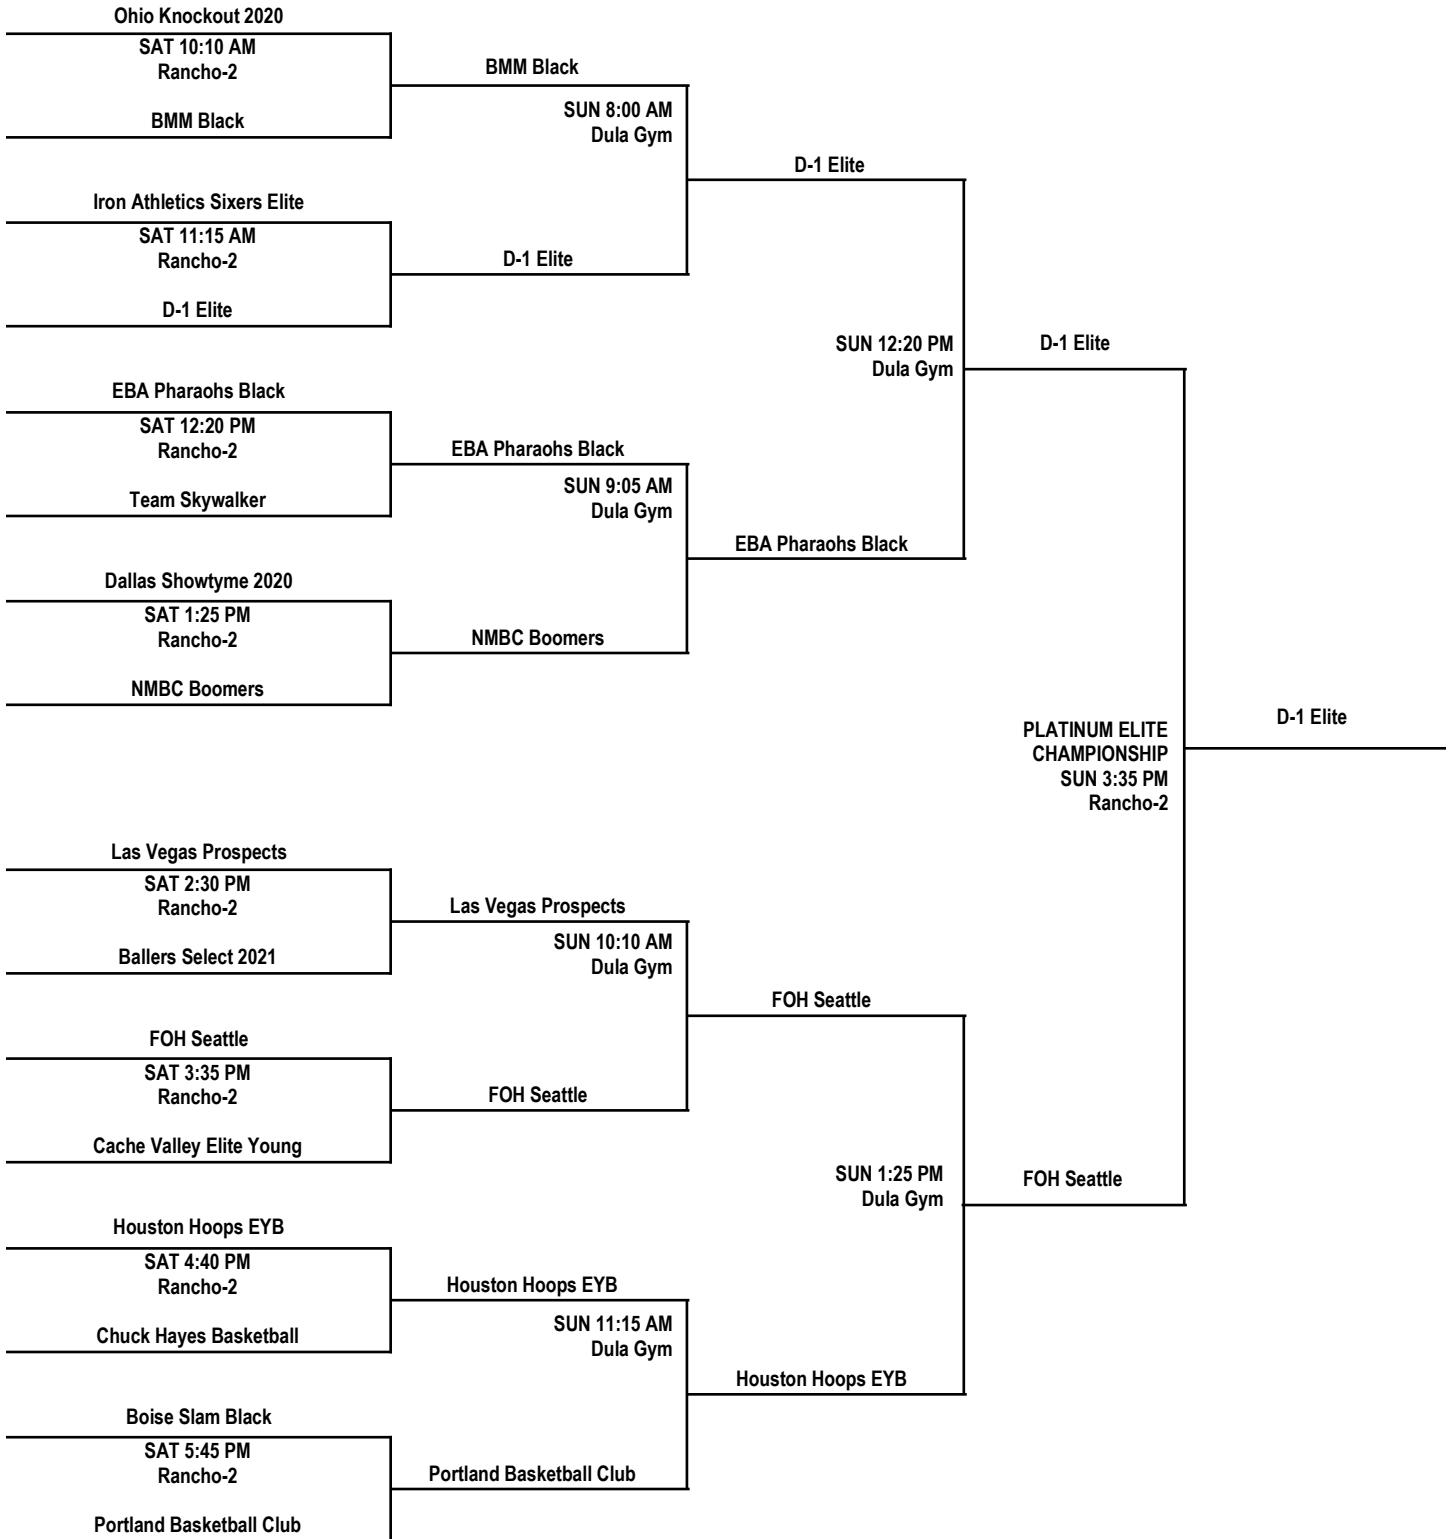 Ohio Knockout 2020
SAT 10:10 AM
Rancho-2
BMM Black
BMM Black
SUN 8:00 AM
Dula Gym
D-1 Elite
Iron Athletics Sixers Elite
SAT 11:15 AM
Rancho-2
D-1 Elite
D-1 Elite
SUN 12:20 PM
Dula Gym
D-1 Elite
EBA Pharaohs Black
SAT 12:20 PM
Rancho-2
EBA Pharaohs Black
Team Skywalker
SUN 9:05 AM
Dula Gym
EBA Pharaohs Black
Dallas Showtyme 2020
SAT 1:25 PM
Rancho-2
NMBC Boomers
NMBC Boomers
PLATINUM ELITE
CHAMPIONSHIP
SUN 3:35 PM
Rancho-2
D-1 Elite
Las Vegas Prospects
SAT 2:30 PM
Rancho-2
Las Vegas Prospects
Ballers Select 2021
SUN 10:10 AM
Dula Gym
FOH Seattle
FOH Seattle
SAT 3:35 PM
Rancho-2
FOH Seattle
Cache Valley Elite Young
SUN 1:25 PM
Dula Gym
FOH Seattle
Houston Hoops EYB
SAT 4:40 PM
Rancho-2
Houston Hoops EYB
Chuck Hayes Basketball
SUN 11:15 AM
Dula Gym
Houston Hoops EYB
Boise Slam Black
SAT 5:45 PM
Rancho-2
Portland Basketball Club
Portland Basketball Club